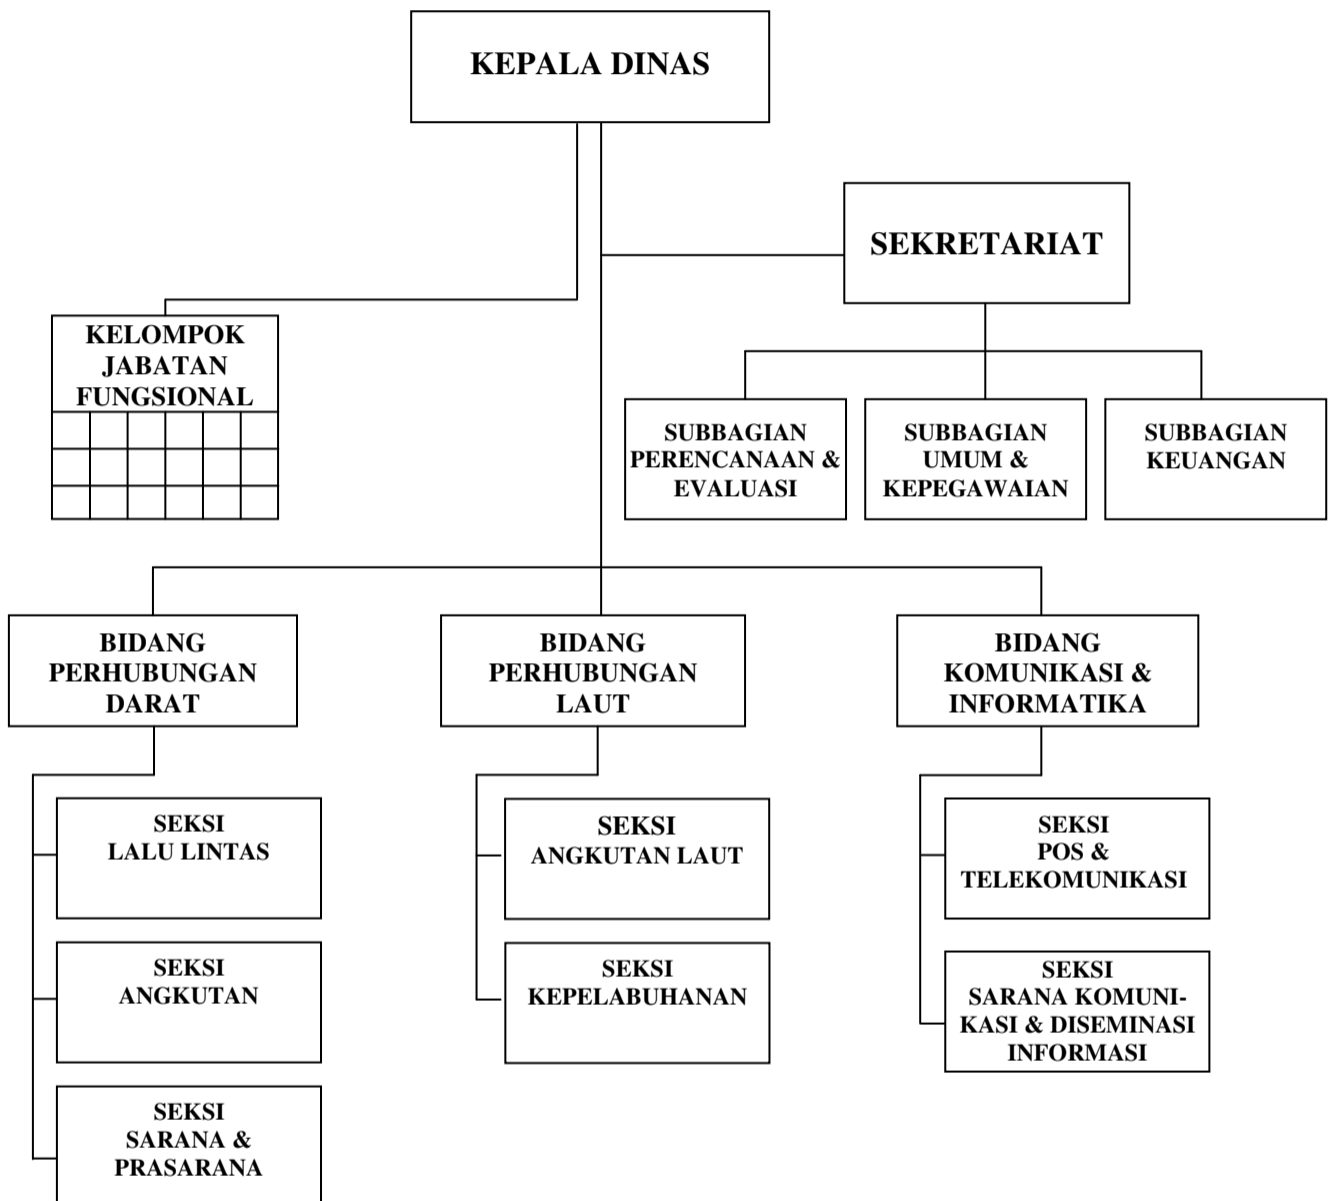 KEPALA DINAS
SEKRETARIAT
KELOMPOK
JABATAN
FUNGSIONAL
SUBBAGIAN
PERENCANAAN &
EVALUASI
SUBBAGIAN
UMUM &
KEPEGAWAIAN
SUBBAGIAN
KEUANGAN
BIDANG
PERHUBUNGAN
DARAT
BIDANG
PERHUBUNGAN
LAUT
BIDANG
KOMUNIKASI &
INFORMATIKA
SEKSI
LALU LINTAS
SEKSI
ANGKUTAN
SEKSI
SARANA &
PRASARANA
SEKSI
ANGKUTAN LAUT
SEKSI
KEPELABUHANAN
SEKSI
POS &
TELEKOMUNIKASI
SEKSI
SARANA KOMUNI-
KASI & DISEMINASI
INFORMASI